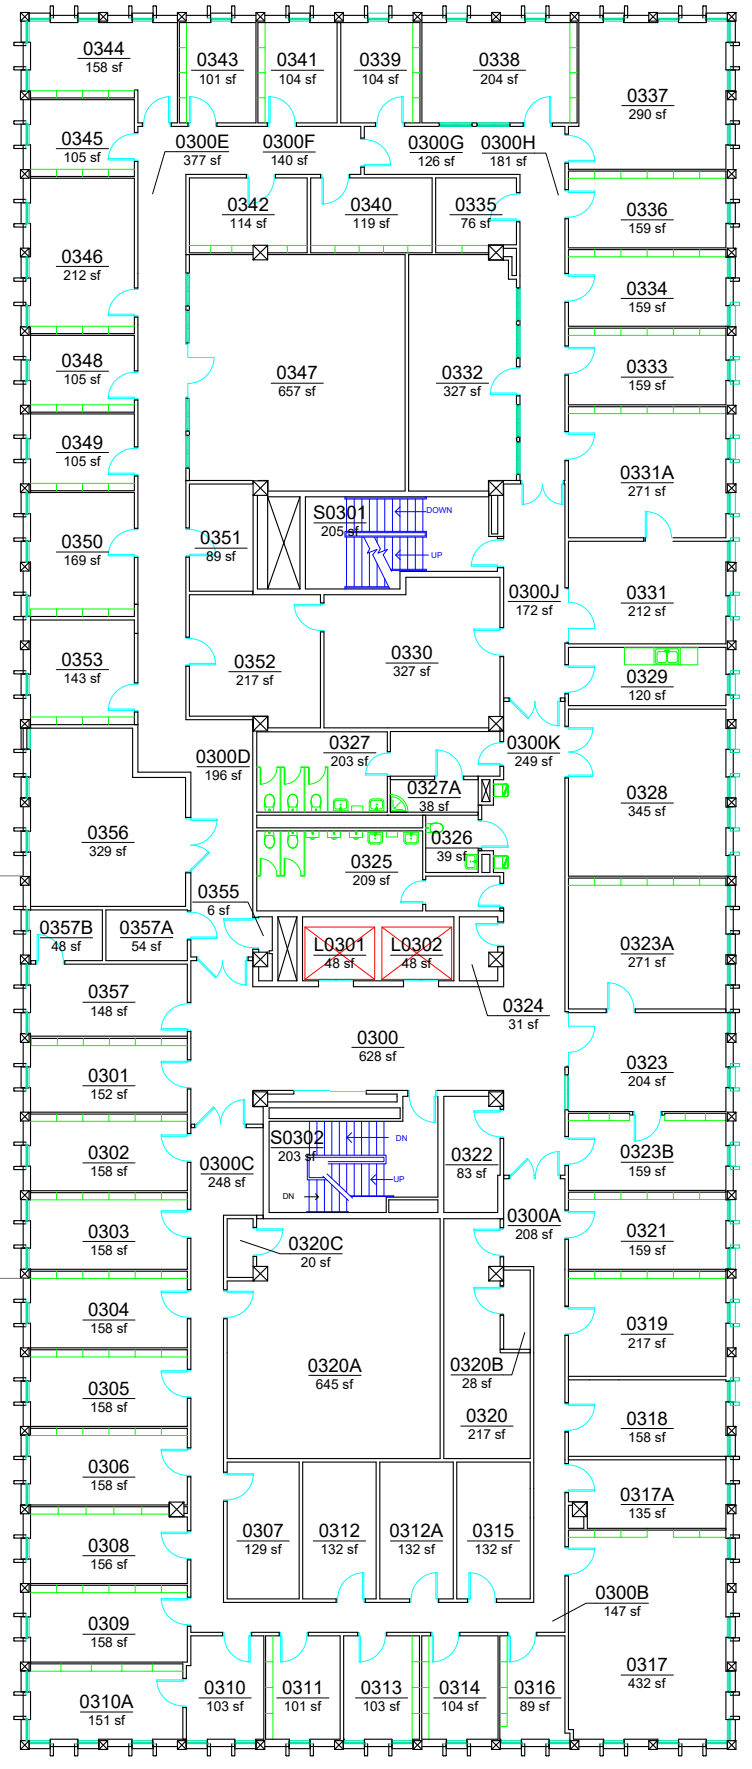 0344
158 sf
0343
101 sf
0341
104 sf
0339
104 sf
0338
204 sf
0337
290 sf
0345
105 sf
0300E
377 sf
0300F
140 sf
0300G
126 sf
0300H
181 sf
0342
114 sf
0340
119 sf
0335
76 sf
0336
159 sf
0346
212 sf
0334
159 sf
0348
105 sf
0347
657 sf
0332
327 sf
0333
159 sf
0349
105 sf
0331A
271 sf
0350
169 sf
0351
89 sf
S0301
205 sf
DOWN
UP
0300J
172 sf
0331
212 sf
0353
143 sf
0352
217 sf
0330
327 sf
0329
120 sf
0300D
196 sf
0327
203 sf
0300K
249 sf
0327A
38 sf
0328
345 sf
0356
329 sf
0326
39 sf
0325
209 sf
0355
6 sf
0357B
48 sf
0357A
54 sf
L0301
48 sf
L0302
48 sf
0323A
271 sf
0357
148 sf
0324
31 sf
0300
628 sf
0323
204 sf
0301
152 sf
0302
158 sf
0300C
248 sf
S0302
203 sf
DN
UP
DN
0322
83 sf
0323B
159 sf
0300A
208 sf
0303
158 sf
0320C
20 sf
0321
159 sf
0304
158 sf
0319
217 sf
0305
158 sf
0320A
645 sf
0320B
28 sf
0320
217 sf
0318
158 sf
0306
158 sf
0317A
135 sf
0308
156 sf
0307
129 sf
0312
132 sf
0312A
132 sf
0315
132 sf
0309
158 sf
0300B
147 sf
0310A
151 sf
0310
103 sf
0311
101 sf
0313
103 sf
0314
104 sf
0316
89 sf
0317
432 sf